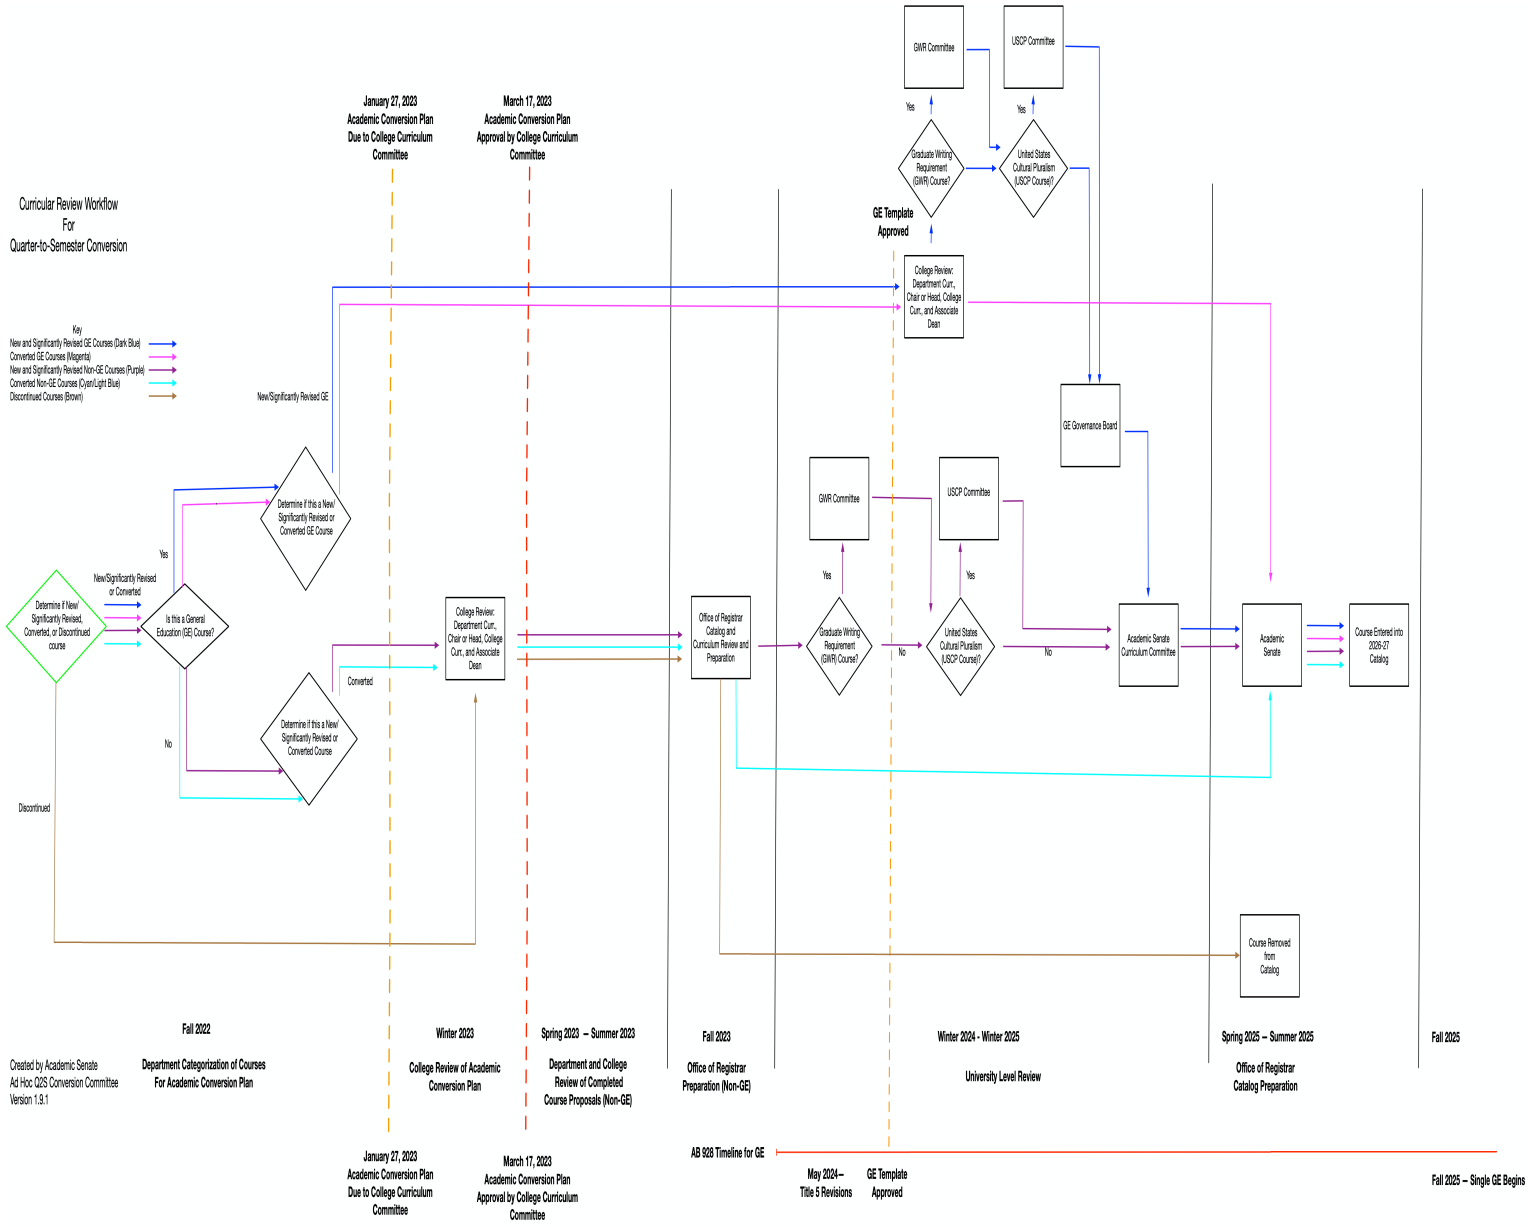 GWR Committee
USCP Committee
Yes
Yes
Graduate Writing
Requirement
(GWR) Course?
United States
Cultural Pluralism
(USCP Course)?
January 27, 2023
Academic Conversion Plan
Due to College Curriculum
Committee
March 17, 2023
Academic Conversion Plan
Approval by College Curriculum
Committee
Curricular Review Workflow
For
Quarter-to-Semester Conversion
GE Template
Approved
College Review:
Department Curr.,
Chair or Head, College
Curr., and Associate
Dean
Key
New and Significantly Revised GE Courses (Dark Blue)
Converted GE Courses (Magenta)
New and Significantly Revised Non-GE Courses (Purple)
Converted Non-GE Courses (Cyan/Light Blue)
Discontinued Courses (Brown)
New/Significantly Revised GE
GE Governance Board
Determine if this a New/
Significantly Revised or
Converted GE Course
GWR Committee
USCP Committee
Yes
New/Significantly Revised
or Converted
Yes
Yes
Determine if New/
Significantly Revised,
Converted, or Discontinued
course
Is this a General
Education (GE) Course?
College Review:
Department Curr.,
Chair or Head, College
Curr., and Associate
Dean
Office of Registrar
Catalog and
Curriculum Review and
Preparation
Graduate Writing
Requirement
(GWR) Course?
No
United States
Cultural Pluralism
(USCP Course)?
No
Academic Senate
Curriculum Committee
Academic
Senate
Course Entered into
2026-27
Catalog
Converted
Determine if this a New/
Significantly Revised or
Converted Course
No
Discontinued
Course Removed
from
Catalog
Fall 2022
Department Categorization of Courses
For Academic Conversion Plan
Winter 2023
College Review of Academic
Conversion Plan
Spring 2023 – Summer 2023
Department and College
Review of Completed
Course Proposals (Non-GE)
Fall 2023
Office of Registrar
Preparation (Non-GE)
Winter 2024 - Winter 2025
University Level Review
Spring 2025 – Summer 2025
Office of Registrar
Catalog Preparation
Fall 2025
Created by Academic Senate
Ad Hoc Q2S Conversion Committee
Version 1.9.1
AB 928 Timeline for GE
January 27, 2023
Academic Conversion Plan
Due to College Curriculum
Committee
March 17, 2023
Academic Conversion Plan
Approval by College Curriculum
Committee
May 2024–
Title 5 Revisions
GE Template
Approved
Fall 2025 – Single GE Begins